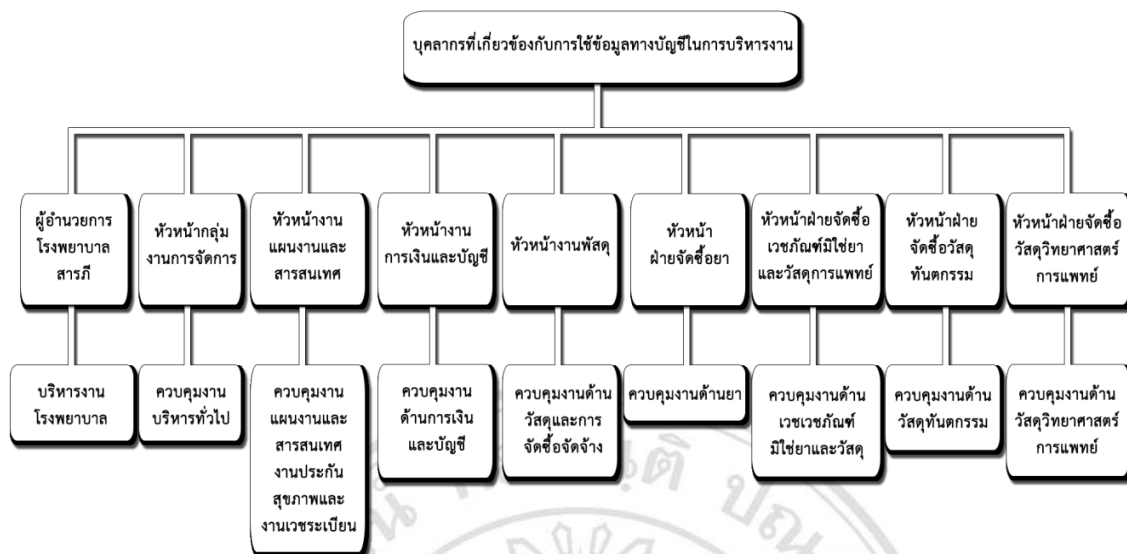 บุคลากรที่เกี่ยวข้องกับการใช้ข้อมูลทางบัญชีในการบริหารงาน
ผู้อำนวยการ
โรงพยาบาล
สารภี
หัวหน้ากลุ่ม
งานการจัดการ
หัวหน้างาน
แผนงานและ
สารสนเทศ
หัวหน้างาน
การเงินและบัญชี
หัวหน้างานพัสดุ
หัวหน้า
ฝ่ายจัดซื้อยา
หัวหน้าฝ่ายจัดซื้อ
เวชภัณฑ์มิใช่ยา
และวัสดุการแพทย์
หัวหน้าฝ่าย
จัดซื้อวัสดุ
ทันตกรรม
หัวหน้าฝ่ายจัดซื้อ
วัสดุวิทยาศาสตร์
การแพทย์
บริหารงาน
โรงพยาบาล
ควบคุมงาน
บริหารทั่วไป
ควบคุมงาน
แผนงานและ
สารสนเทศ
งานประกัน
สุขภาพและ
งานเวชระเบียน
ควบคุมงาน
ด้านการเงิน
และบัญชี
ควบคุมงานด้าน
วัสดุและการ
จัดซื้อจัดจ้าง
ควบคุมงานด้านยา
ควบคุมงานด้าน
เวชเวชภัณฑ์
มิใช่ยาและวัสดุ
ควบคุมงานด้าน
วัสดุทันตกรรม
ควบคุมงานด้าน
วัสดุวิทยาศาสตร์
การแพทย์